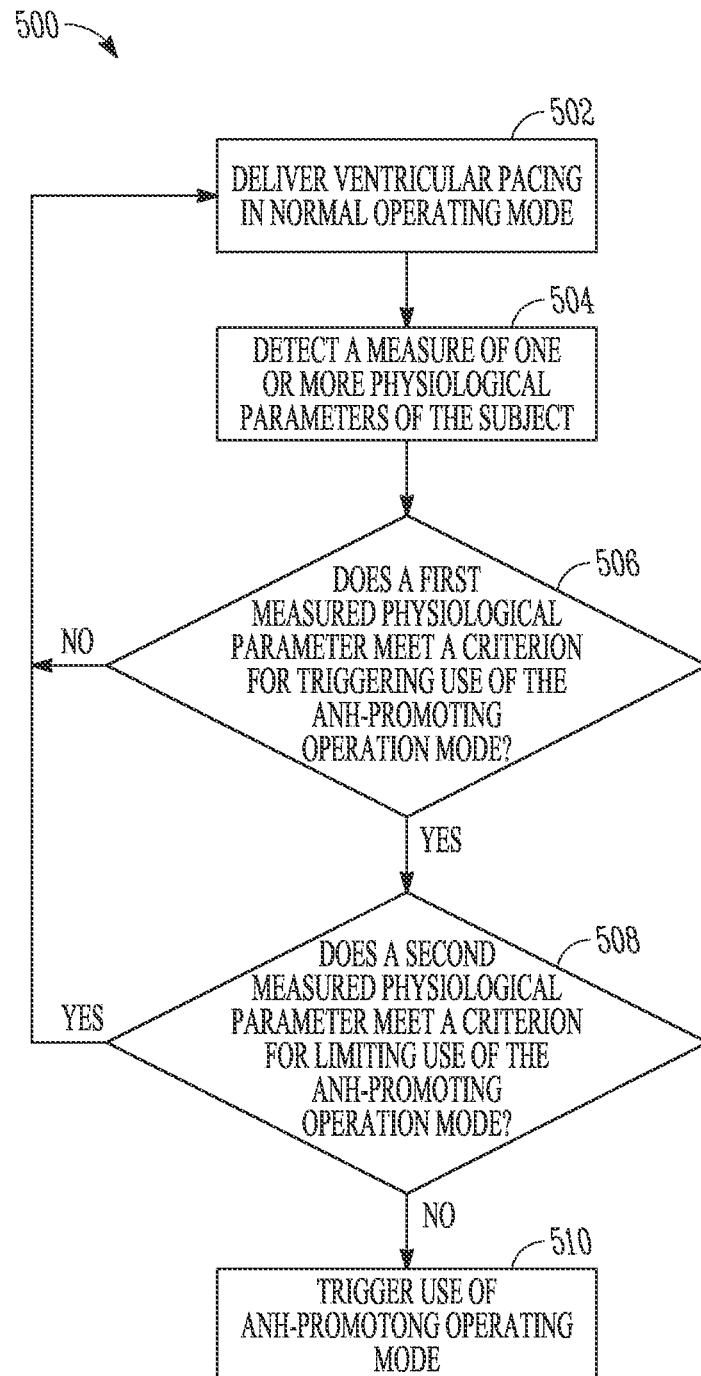 500
502
DELIVER VENTRICULAR PACING
IN NORMAL OPERATING MODE
504
DETECT A MEASURE OF ONE
OR MORE PHYSIOLOGICAL
PARAMETERS OF THE SUBJECT
506
DOES A FIRST
MEASURED PHYSIOLOGICAL
PARAMETER MEET A CRITERION
FOR TRIGGERING USE OF THE
ANH-PROMOTING
OPERATION MODE?
NO
YES
508
DOES A SECOND
MEASURED PHYSIOLOGICAL
PARAMETER MEET A CRITERION
FOR LIMITING USE OF THE
ANH-PROMOTING
OPERATION MODE?
YES
NO
510
TRIGGER USE OF
ANH-PROMOTONG OPERATING
MODE